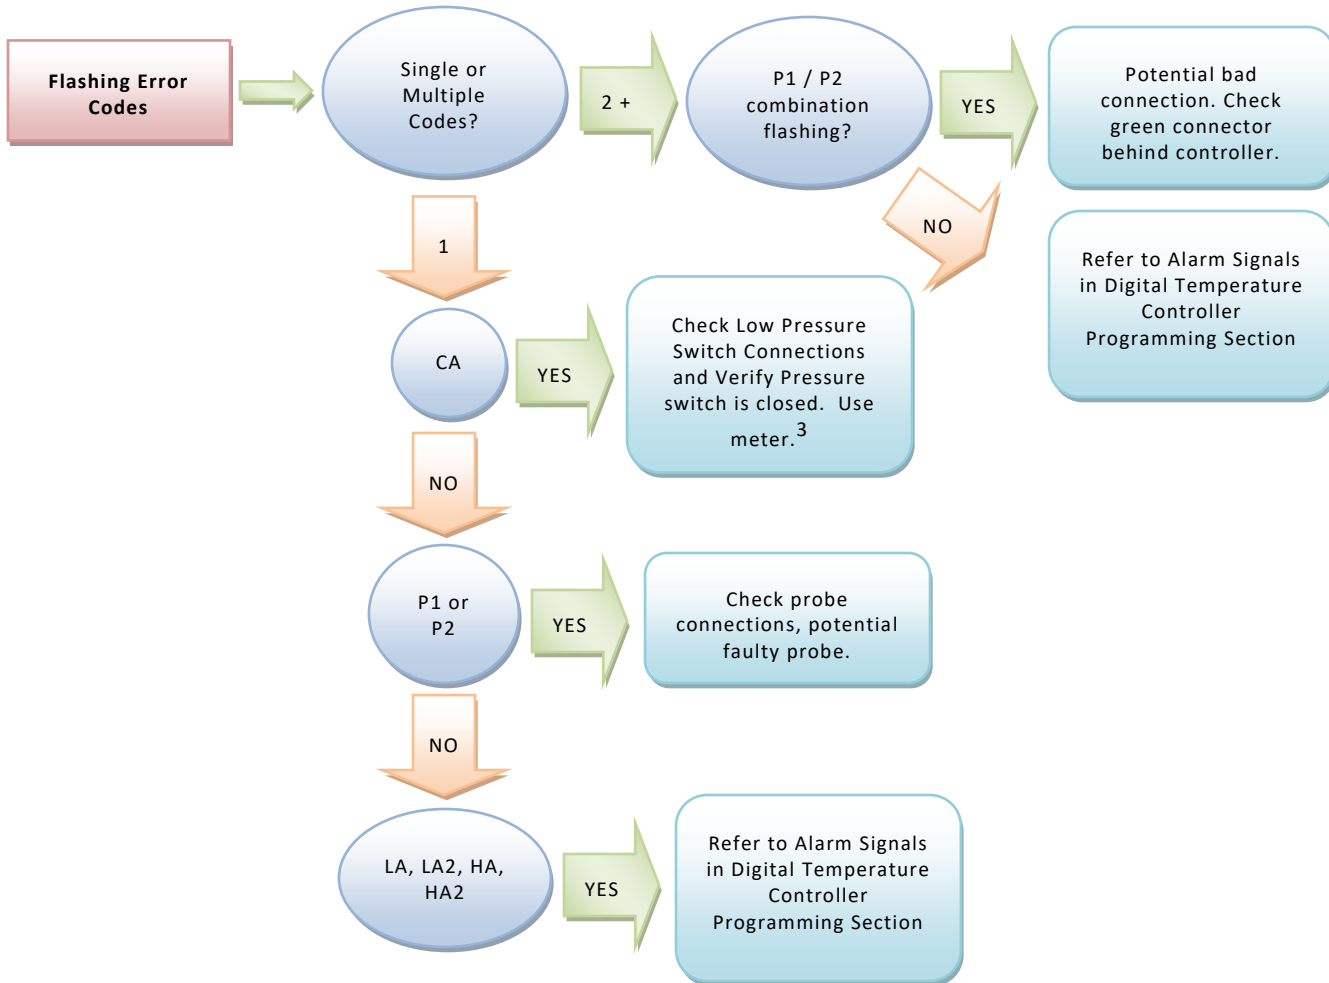 Flashing Error
Codes
Single or
Multiple
Codes?
2 +
P1 / P2
combination
flashing?
YES
Potential bad
connection. Check
green connector
behind controller.
NO
Refer to Alarm Signals
in Digital Temperature
Controller
Programming Section
1
CA
YES
Check Low Pressure
Switch Connections
and Verify Pressure
switch is closed.  Use
meter.3
NO
P1 or
P2
YES
Check probe
connections, potential
faulty probe.
NO
LA, LA2, HA,
HA2
YES
Refer to Alarm Signals
in Digital Temperature
Controller
Programming Section